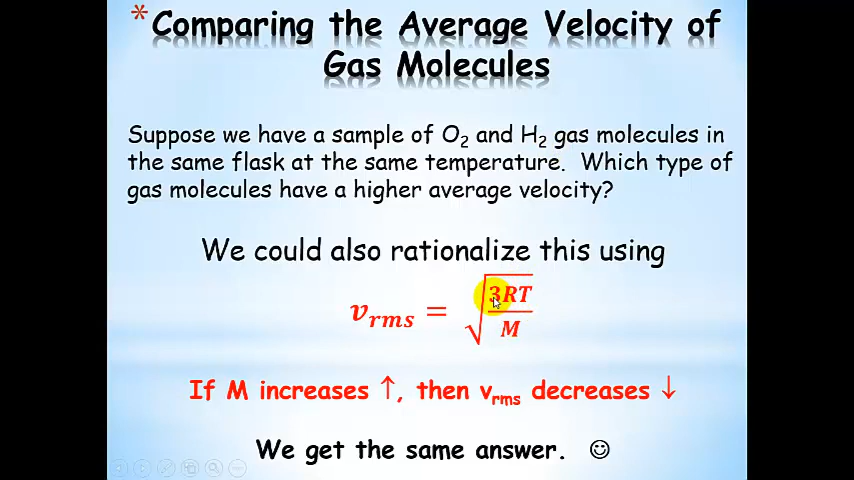 * Comparing the Average Velocity of
Gas Molecules
Suppose we have a sample of O₂ and H₂ gas molecules in
the same flask at the same temperature. Which type of
gas molecules have a higher average velocity?
We could also rationalize this using
v_rms = √(3RT/M)
If M increases ↑, then v_rms decreases ↓
We get the same answer. ☺